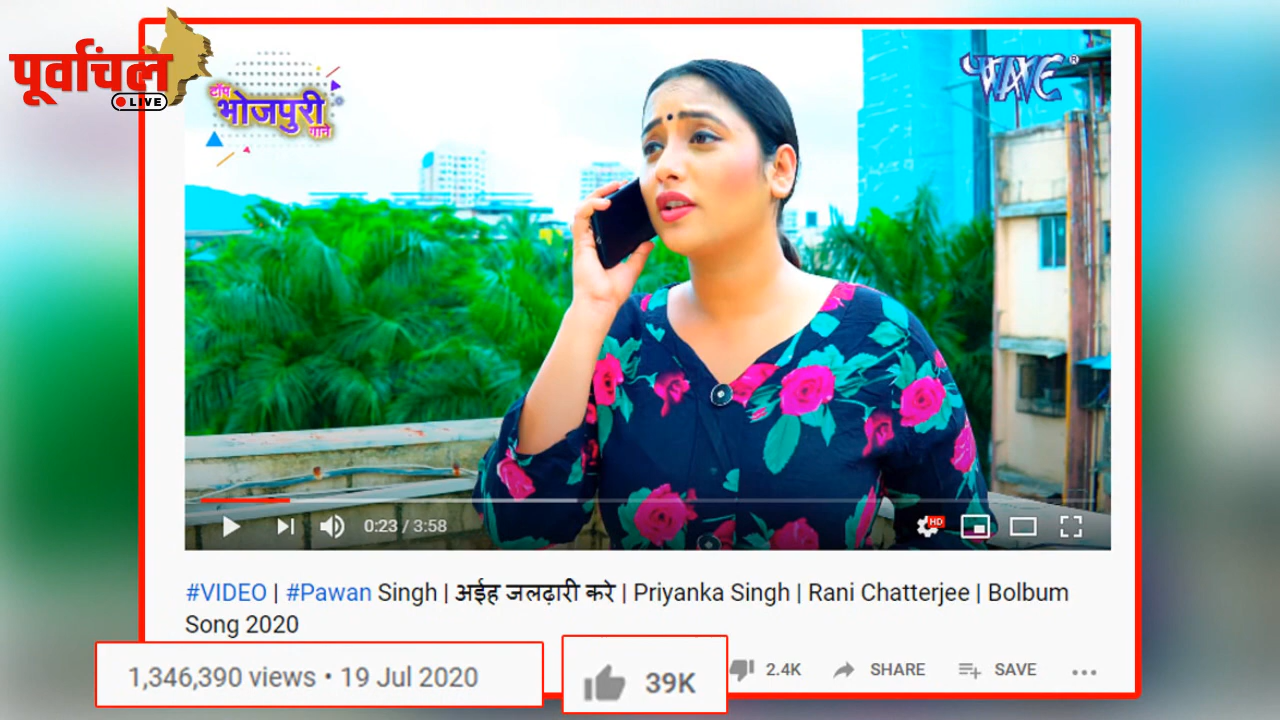 पूर्वांचल
LIVE
टॉप
भोजपुरी
गाने
WAVE
®
0:23 / 3:58
HD
#VIDEO | #Pawan Singh | अईह जलढ़ारी करे | Priyanka Singh | Rani Chatterjee | Bolbum
Song 2020
1,346,390 views • 19 Jul 2020
39K
2.4K
SHARE
SAVE